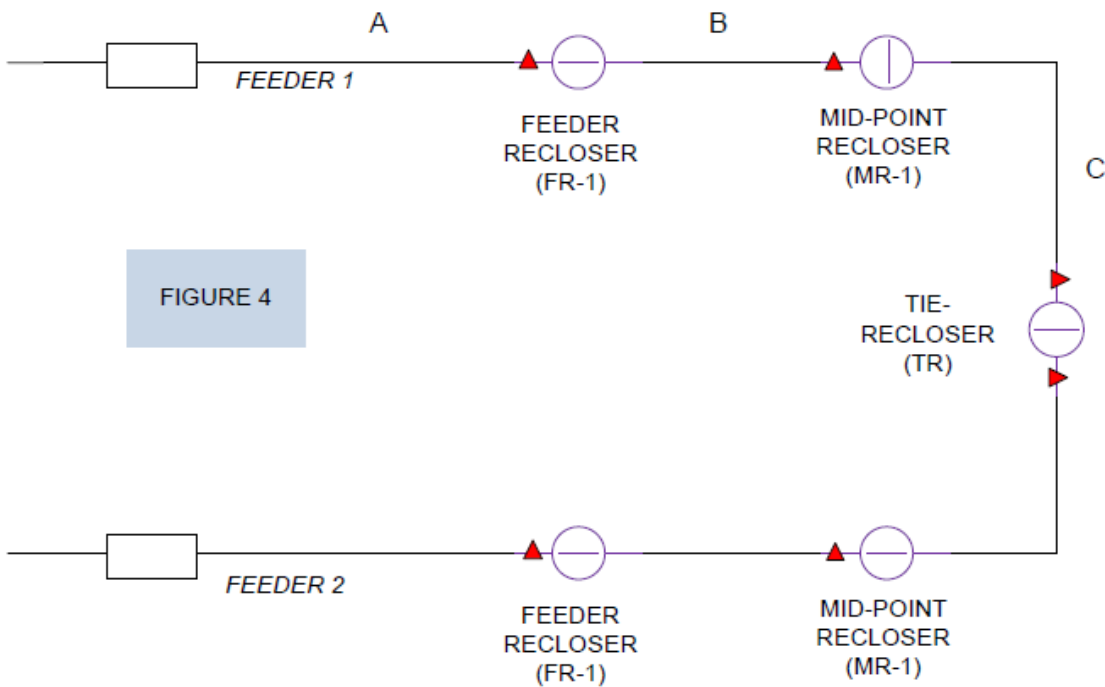 A
B
FEEDER 1
FEEDER
RECLOSER
(FR-1)
MID-POINT
RECLOSER
(MR-1)
C
FIGURE 4
TIE-
RECLOSER
(TR)
FEEDER 2
FEEDER
RECLOSER
(FR-1)
MID-POINT
RECLOSER
(MR-1)